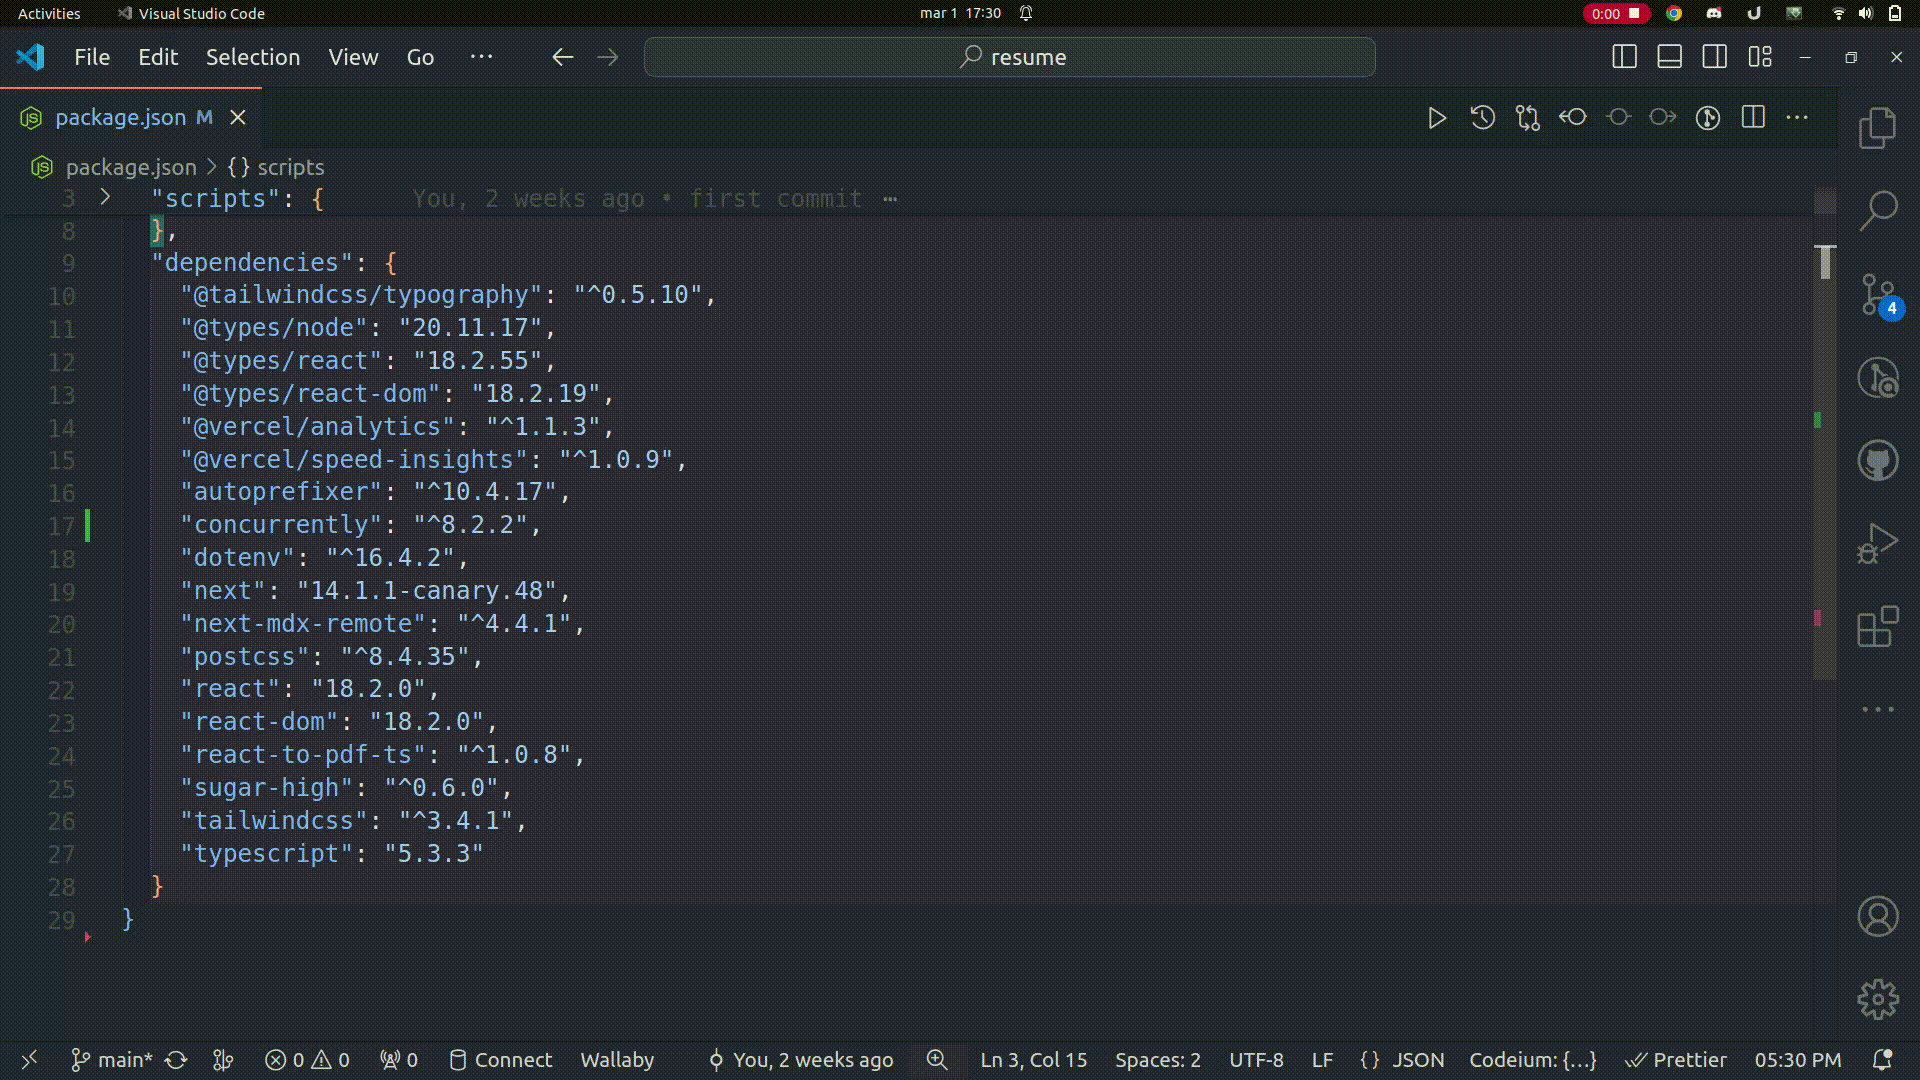 Activities Visual Studio Code mar 1 17:30 0:00
File Edit Selection View Go ··· resume
package.json M
package.json > {} scripts
3 "scripts": { You, 2 weeks ago • first commit ⋯
8 },
9 "dependencies": {
10 "@tailwindcss/typography": "^0.5.10",
11 "@types/node": "20.11.17",
12 "@types/react": "18.2.55",
13 "@types/react-dom": "18.2.19",
14 "@vercel/analytics": "^1.1.3",
15 "@vercel/speed-insights": "^1.0.9",
16 "autoprefixer": "^10.4.17",
17 "concurrently": "^8.2.2",
18 "dotenv": "^16.4.2",
19 "next": "14.1.1-canary.48",
20 "next-mdx-remote": "^4.4.1",
21 "postcss": "^8.4.35",
22 "react": "18.2.0",
23 "react-dom": "18.2.0",
24 "react-to-pdf-ts": "^1.0.8",
25 "sugar-high": "^0.6.0",
26 "tailwindcss": "^3.4.1",
27 "typescript": "5.3.3"
28 }
29 }
4
main* 0 0 0 Connect Wallaby You, 2 weeks ago Ln 3, Col 15 Spaces: 2 UTF-8 LF {} JSON Codeium: {...} Prettier 05:30 PM